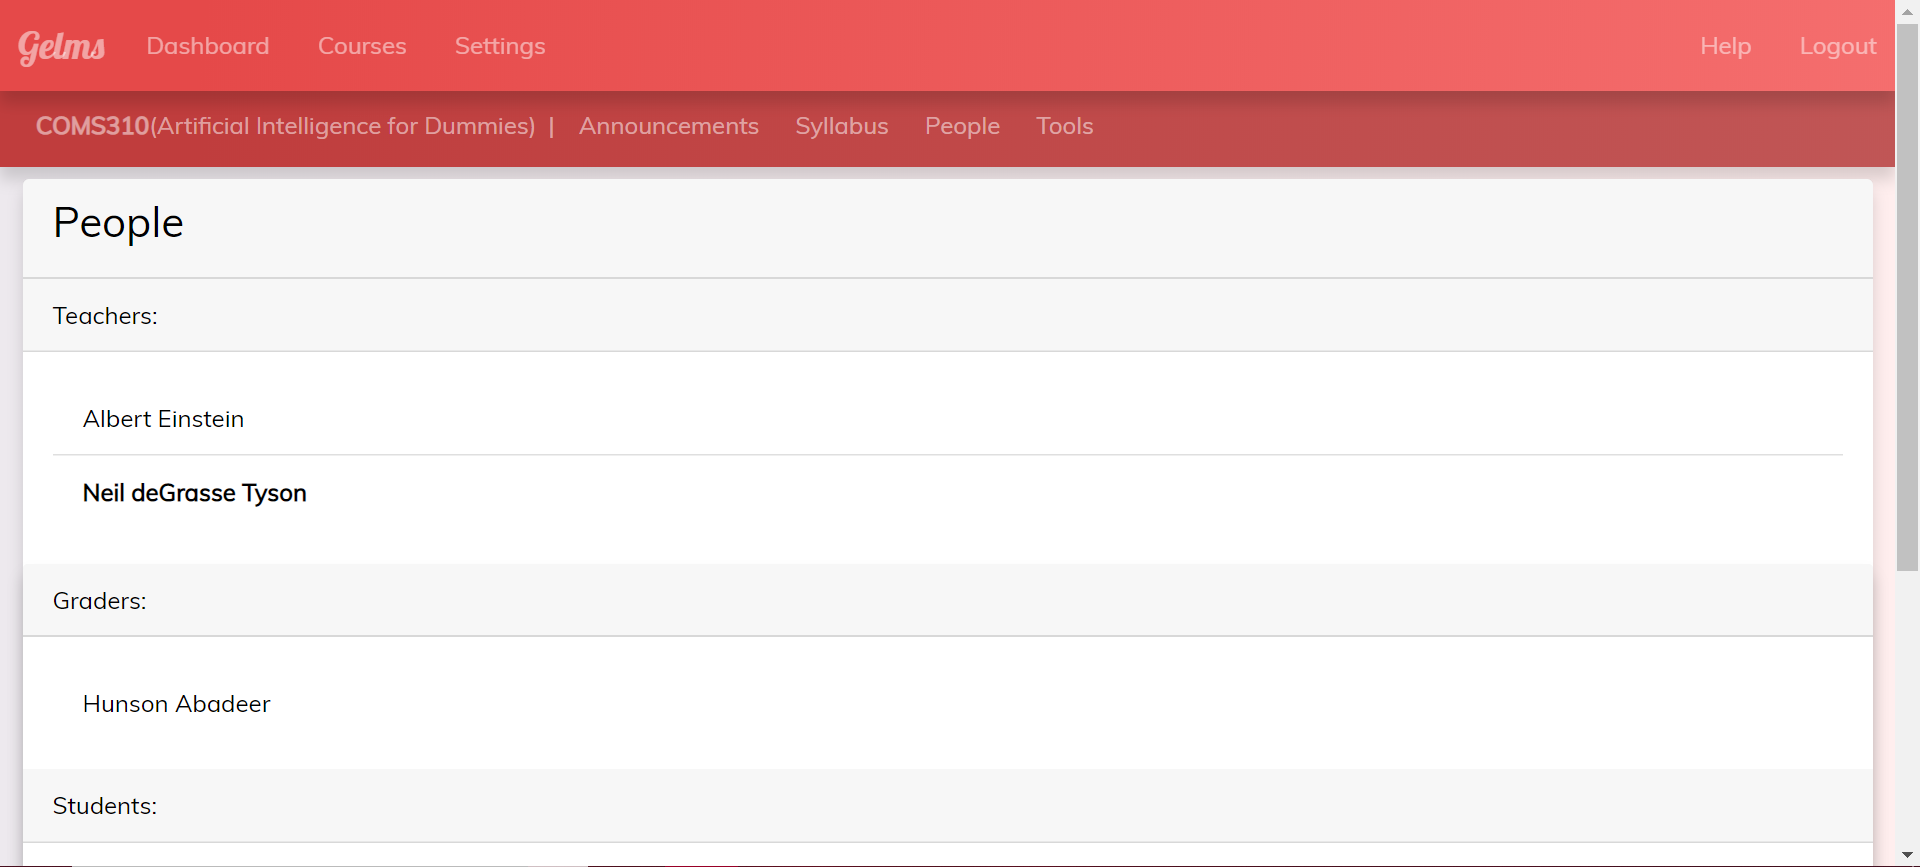 Gelms Dashboard Courses Settings Help Logout
COMS310(Artificial Intelligence for Dummies) | Announcements Syllabus People Tools
People
Teachers:
Albert Einstein
Neil deGrasse Tyson
Graders:
Hunson Abadeer
Students: